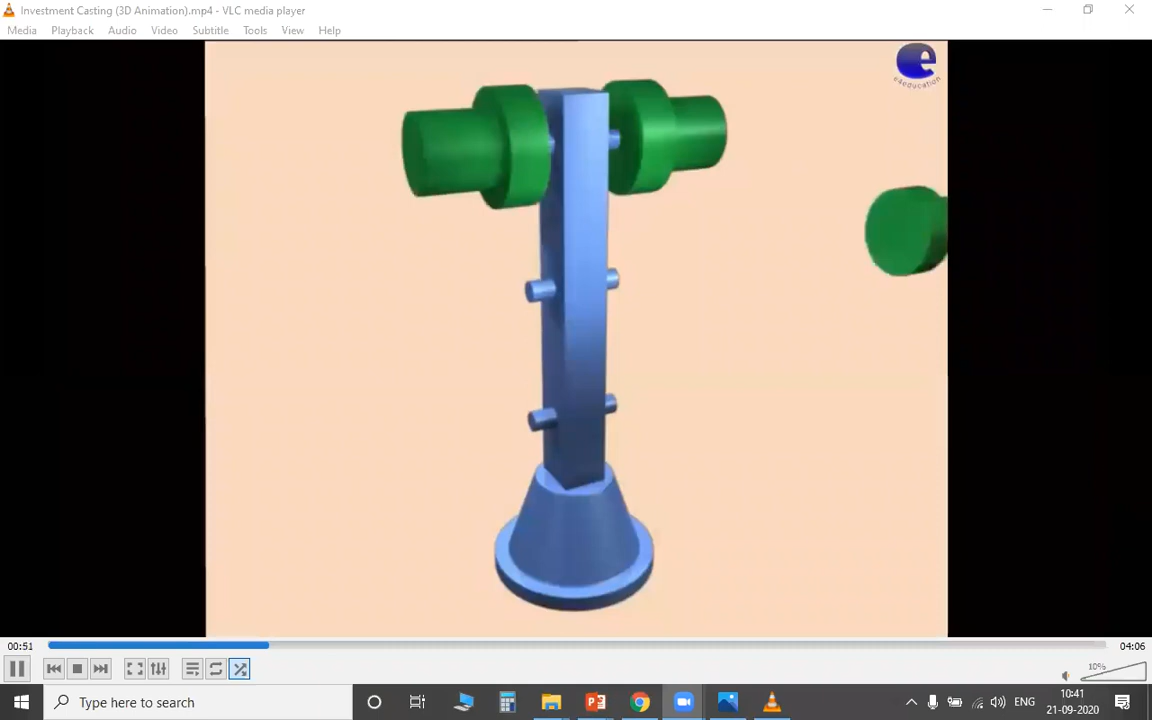 Investment Casting (3D Animation).mp4 - VLC media player
Media Playback Audio Video Subtitle Tools View Help
e4education
00:51
04:06
10%
Type here to search
ENG
10:41
21-09-2020